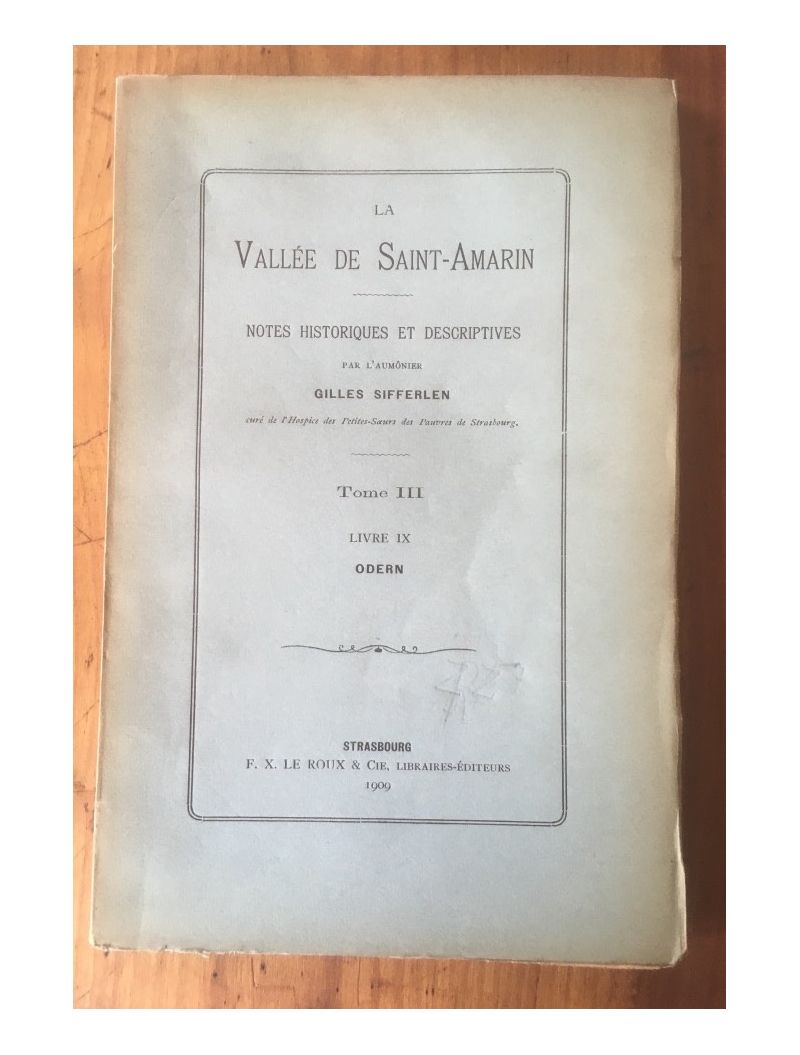 LA
VALLÉE DE SAINT-AMARIN
NOTES HISTORIQUES ET DESCRIPTIVES
PAR L'AUMÔNIER
GILLES SIFFERLEN
curé de l'Hospice des Petites-Sœurs des Pauvres de Strasbourg.
Tome III
LIVRE IX
ODERN
STRASBOURG
F. X. LE ROUX & CIE, LIBRAIRES-ÉDITEURS
1909